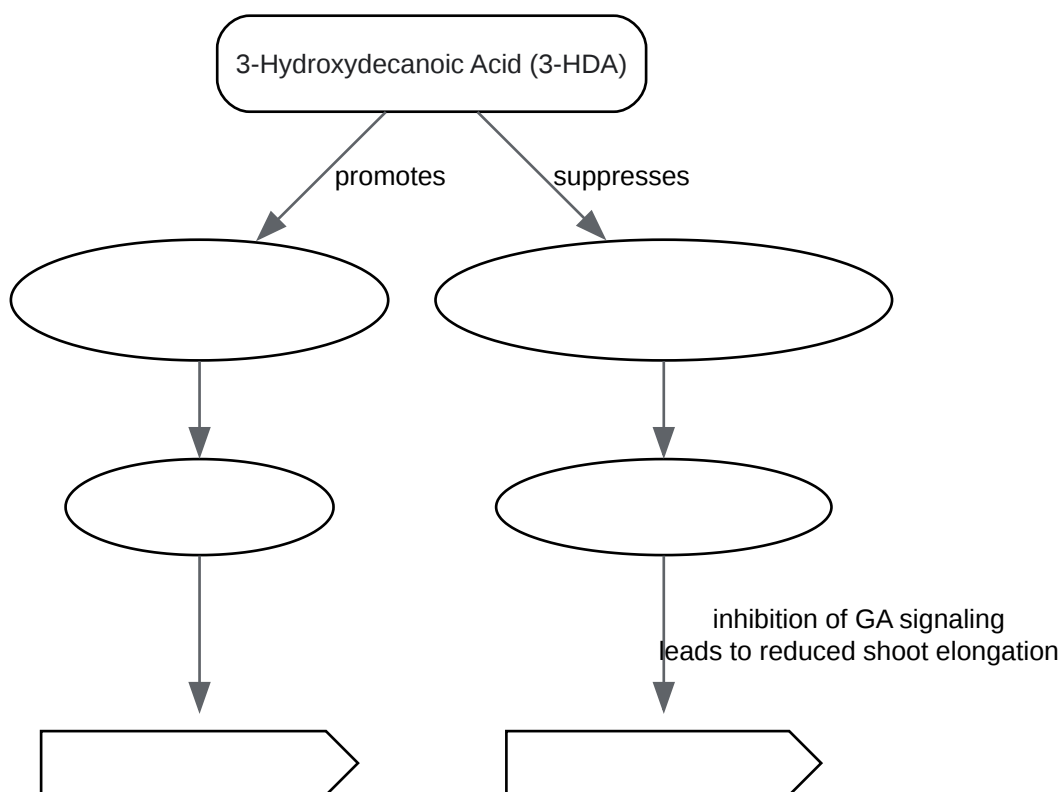 3-Hydroxydecanoic Acid (3-HDA)
promotes
suppresses
inhibition of GA signaling
leads to reduced shoot elongation